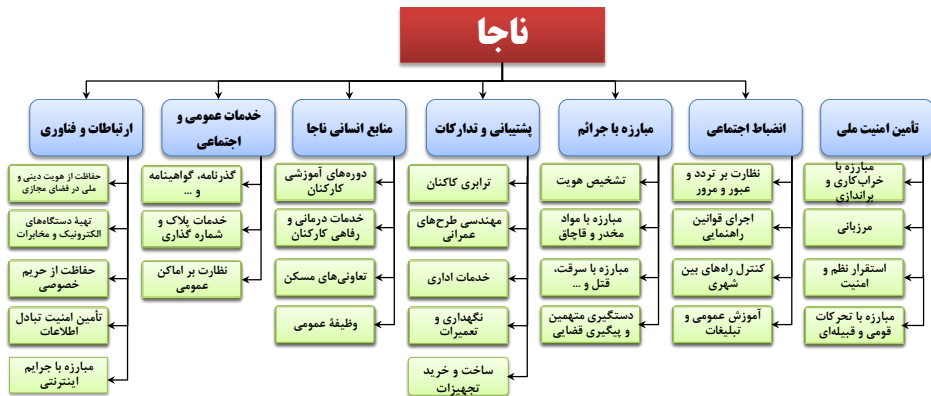 ناجا
تأمین امنیت ملی
مبارزه با
خراب‌کاری و
براندازی
مرزبانی
استقرار نظم و
امنیت
مبارزه با تحرکات
قومی و قبیله‌ای
انضباط اجتماعی
نظارت بر تردد و
عبور و مرور
اجرای قوانین
راهنمایی
کنترل راه‌های بین
شهری
آموزش عمومی و
تبلیغات
مبارزه با جرائم
تشخیص هویت
مبارزه با مواد
مخدر و قاچاق
مبارزه با سرقت،
قتل و ...
دستگیری متهمین
و پیگیری قضایی
پشتیبانی و تدارکات
ترابری کاکنان
مهندسی طرح‌های
عمرانی
خدمات اداری
نگهداری و
تعمیرات
ساخت و خرید
تجهیزات
منابع انسانی ناجا
دوره‌های آموزشی
کارکنان
خدمات درمانی و
رفاهی کارکنان
تعاونی‌های مسکن
وظیفهٔ عمومی
خدمات عمومی و
اجتماعی
گذرنامه، گواهینامه
و ...
خدمات پلاک و
شماره گذاری
نظارت بر اماکن
عمومی
ارتباطات و فناوری
حفاظت از هویت دینی و
ملی در فضای مجازی
تهیهٔ دستگاه‌های
الکترونیک و مخابرات
حفاظت از حریم
خصوصی
تأمین امنیت تبادل
اطلاعات
مبارزه با جرایم
اینترنتی